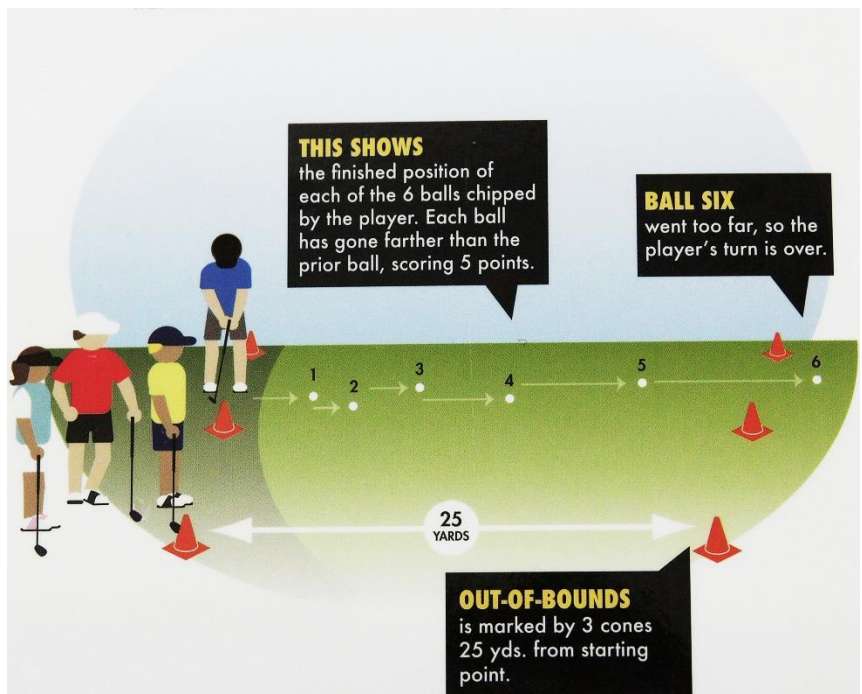 THIS SHOWS
the finished position of
each of the 6 balls chipped
by the player. Each ball
has gone farther than the
prior ball, scoring 5 points.
BALL SIX
went too far, so the
player's turn is over.
1
2
3
4
5
6
25
YARDS
OUT-OF-BOUNDS
is marked by 3 cones
25 yds. from starting
point.